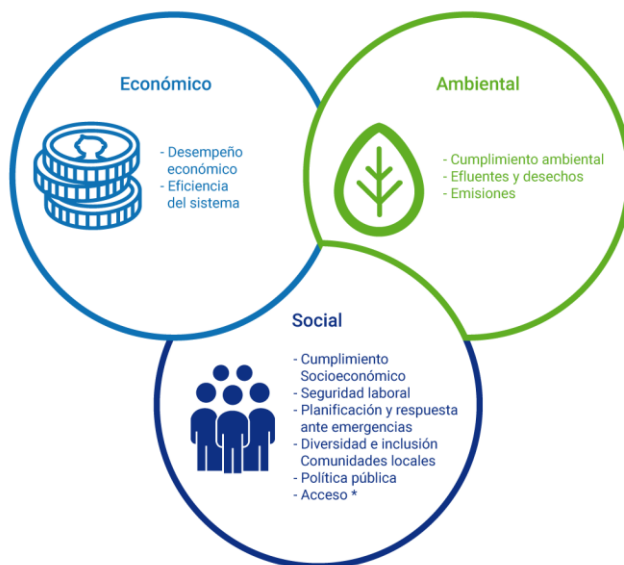 Económico
- Desempeño
económico
- Eficiencia
del sistema
Ambiental
- Cumplimiento ambiental
- Efluentes y desechos
- Emisiones
Social
- Cumplimiento
Socioeconómico
- Seguridad laboral
- Planificación y respuesta
ante emergencias
- Diversidad e inclusión
Comunidades locales
- Política pública
- Acceso *